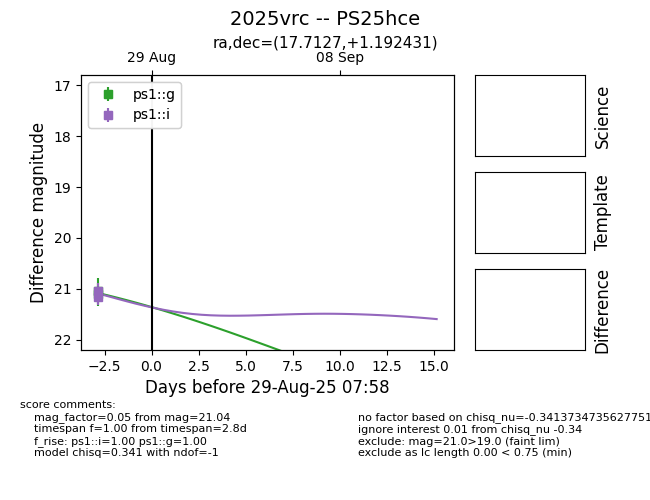 2025vrc -- PS25hce
ra,dec=(17.7127,+1.192431)
29 Aug
08 Sep
ps1::g
ps1::i
17
18
19
20
21
22
Difference magnitude
−2.5
0.0
2.5
5.0
7.5
10.0
12.5
15.0
Days before 29-Aug-25 07:58
Science
Template
Difference
score comments:
mag_factor=0.05 from mag=21.04
timespan f=1.00 from timespan=2.8d
f_rise: ps1::i=1.00 ps1::g=1.00
model chisq=0.341 with ndof=-1
no factor based on chisq_nu=-0.3413734735627751
ignore interest 0.01 from chisq_nu -0.34
exclude: mag=21.0>19.0 (faint lim)
exclude as lc length 0.00 < 0.75 (min)